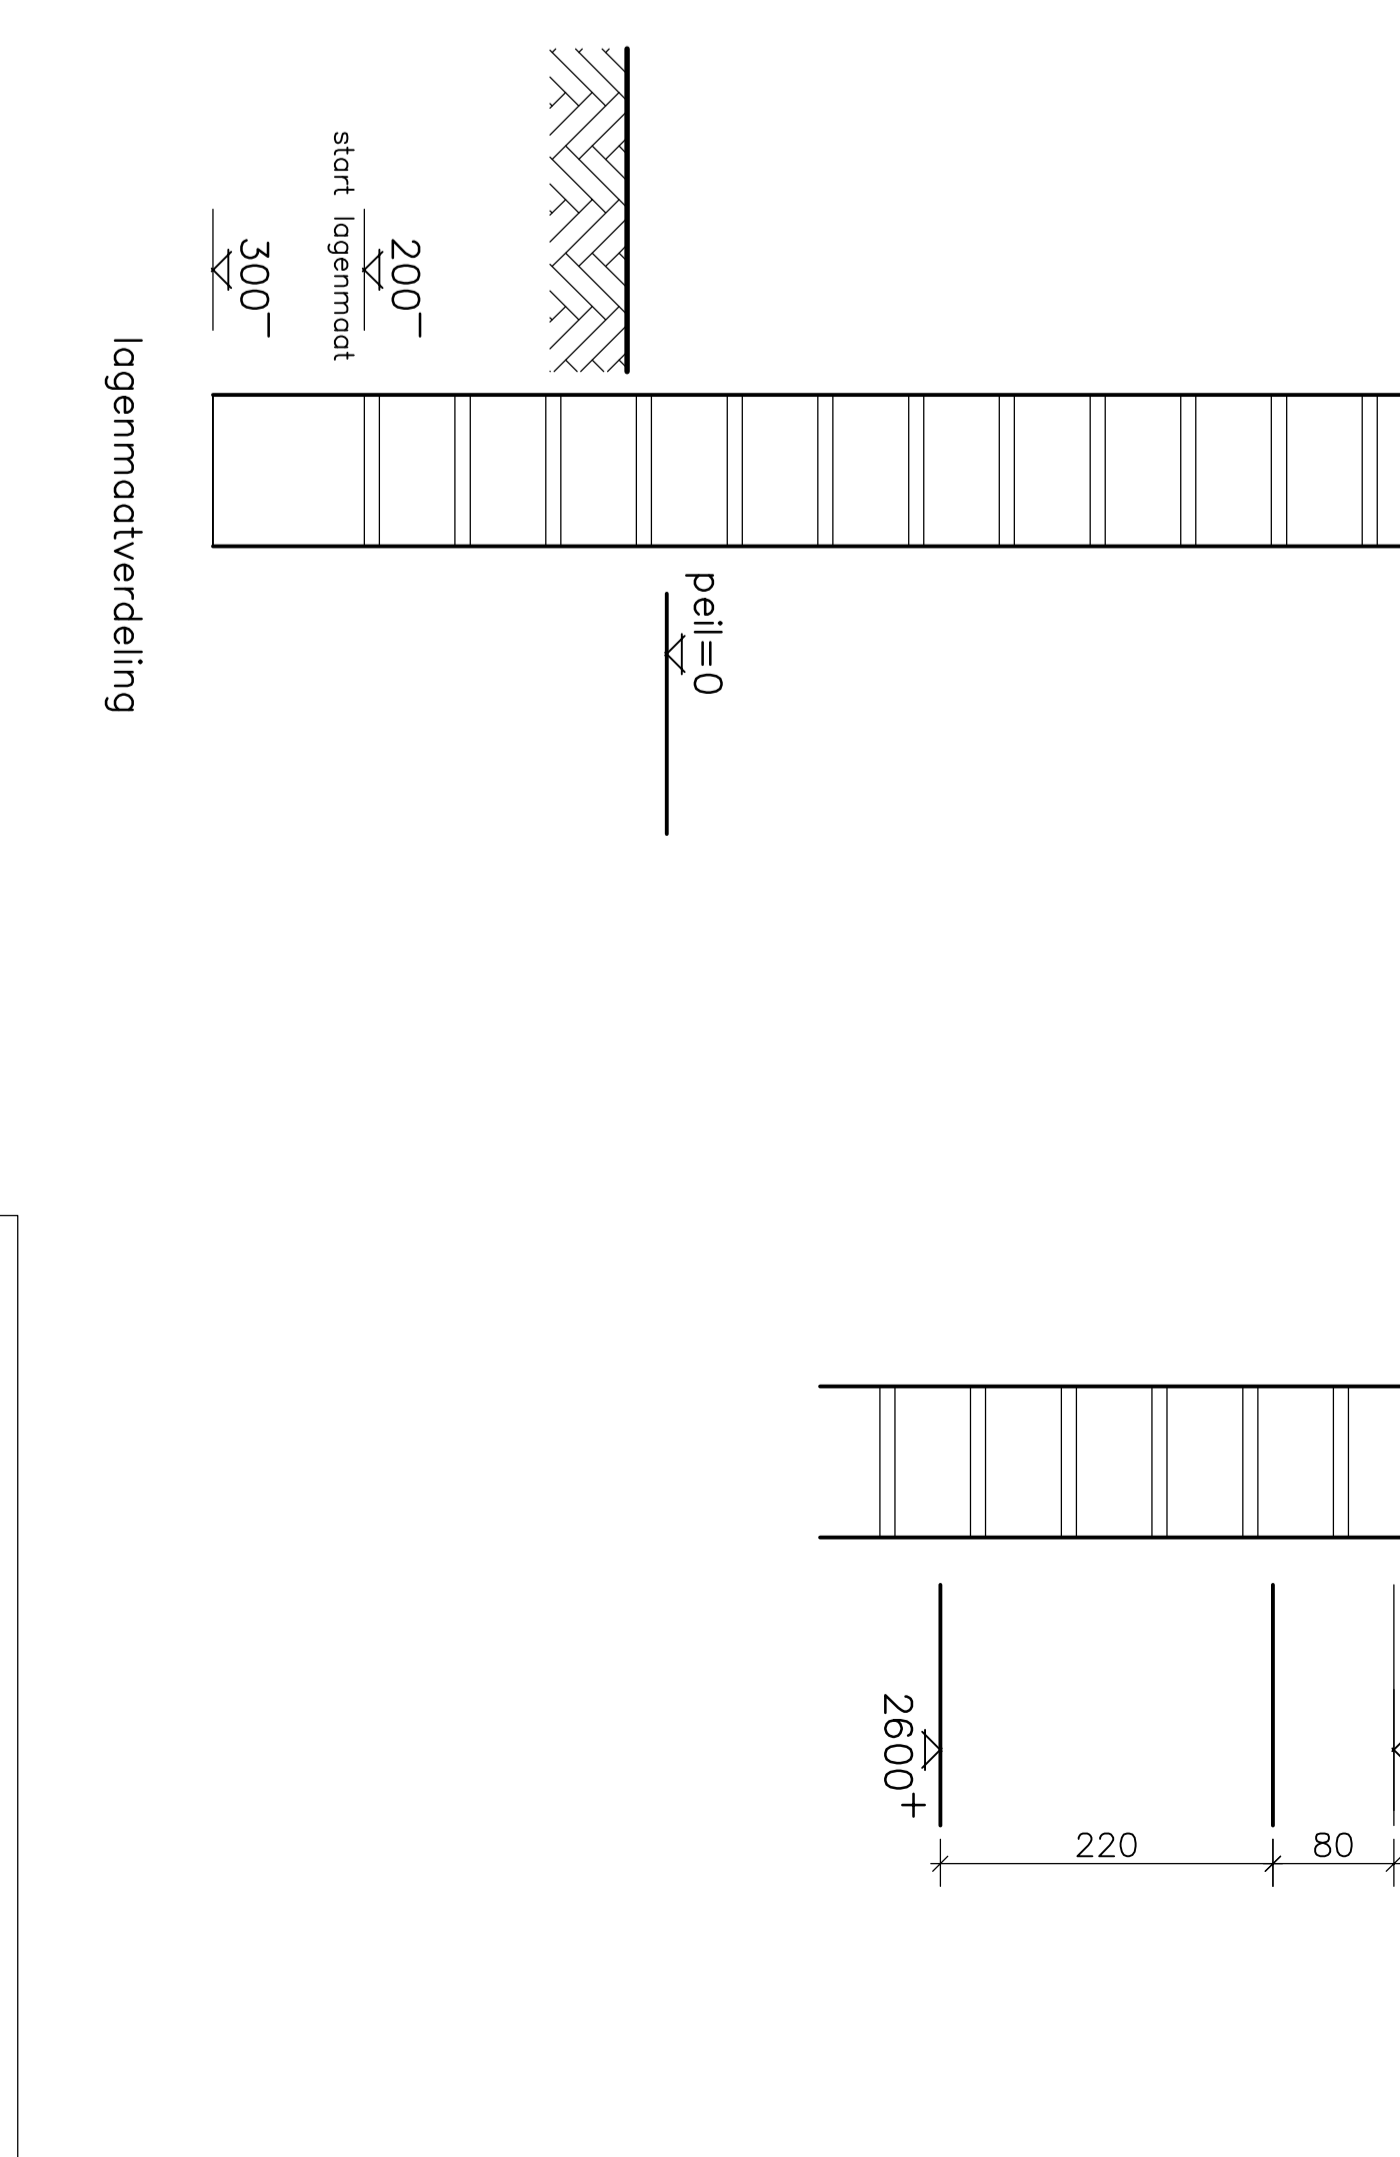 peil=0
200-
start lagenmaat
300-
lagenmaatverdeling
2600+
220
80